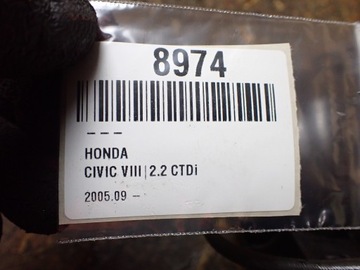 8974
---
HONDA
CIVIC VIII|2.2 CTDi
2005.09 -